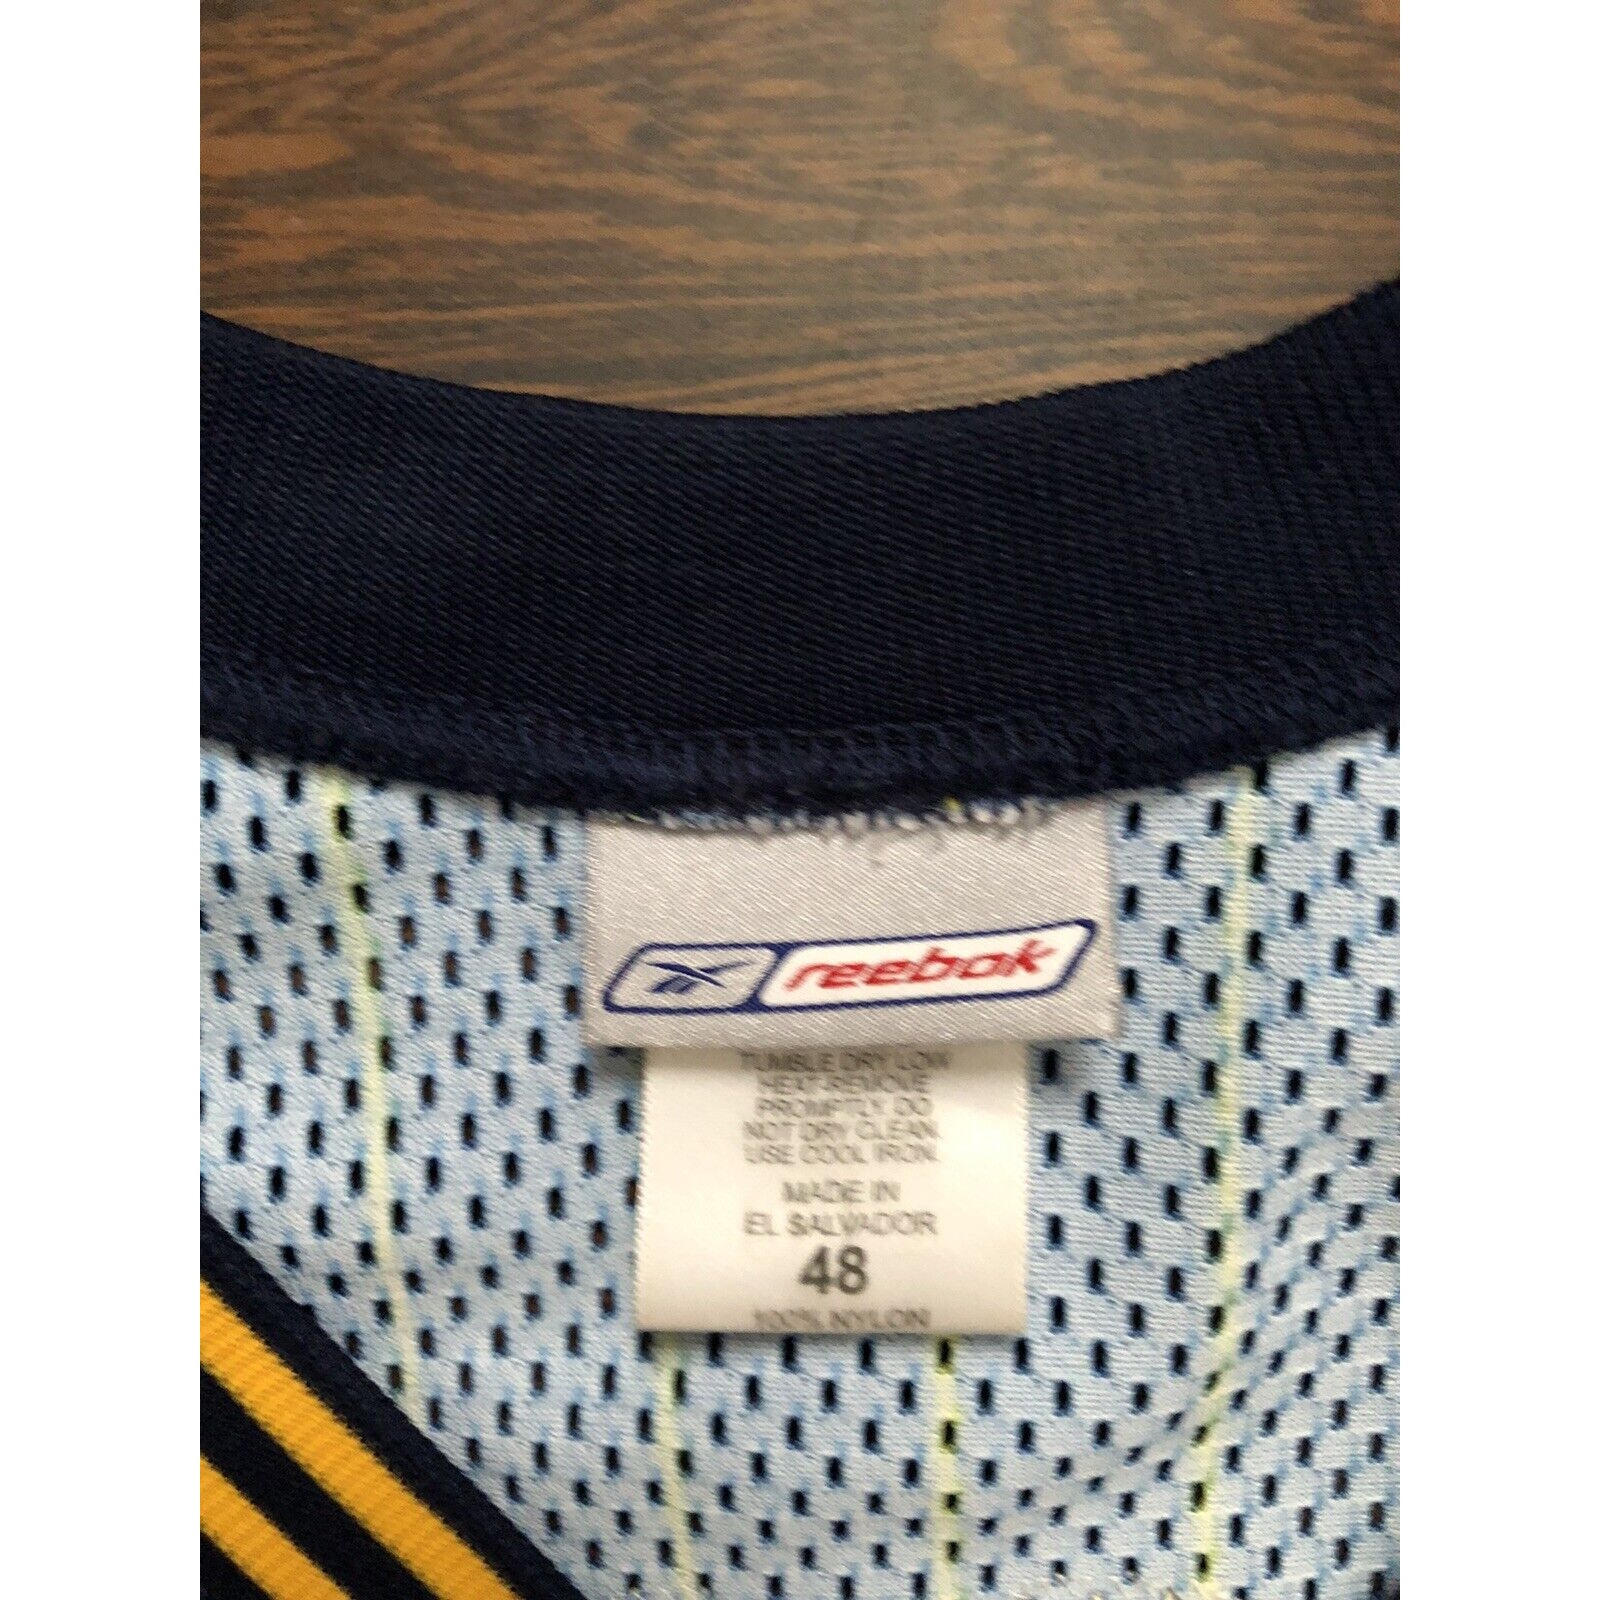 reebok
TUMBLE DRY LOW
HEAT-REMOVE
PROMPTLY. DO
NOT DRY CLEAN.
USE COOL IRON.
MADE IN
EL SALVADOR
48
100% NYLON